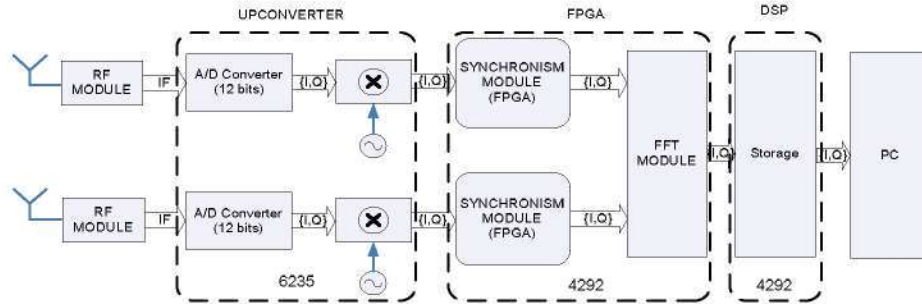 UPCONVERTER
FPGA
DSP
RF
MODULE
IF
A/D Converter
(12 bits)
{I,Q}
{I,Q}
SYNCHRONISM
MODULE
(FPGA)
{I,Q}
FFT
MODULE
{I,Q}
Storage
{I,Q}
PC
RF
MODULE
IF
A/D Converter
(12 bits)
{I,Q}
{I,Q}
SYNCHRONISM
MODULE
(FPGA)
{I,Q}
6235
4292
4292